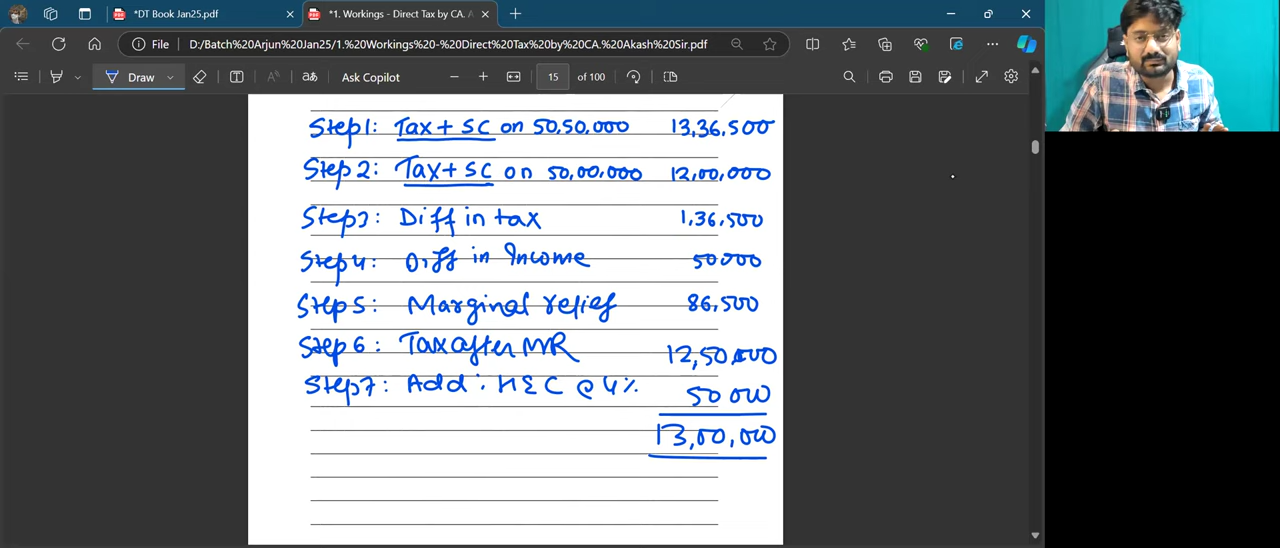 *DT Book Jan25.pdf
*1. Workings - Direct Tax by CA. A
File
D:/Batch%20Arjun%20Jan25/1.%20Workings%20-%20Direct%20Tax%20by%20CA.%20Akash%20Sir.pdf
Draw
aあ
Ask Copilot
15 of 100
Step1: Tax + SC on 50,50,000 13,36,500
Step 2: Tax + SC on 50,00,000 12,00,000
Step3: Diff in tax 1,36,500
Step4: Diff in Income 50000
Step5: Marginal relief 86,500
Step6: Tax after MR 12,50,000
Step7: Add: HEC @ 4% 50000
13,00,000